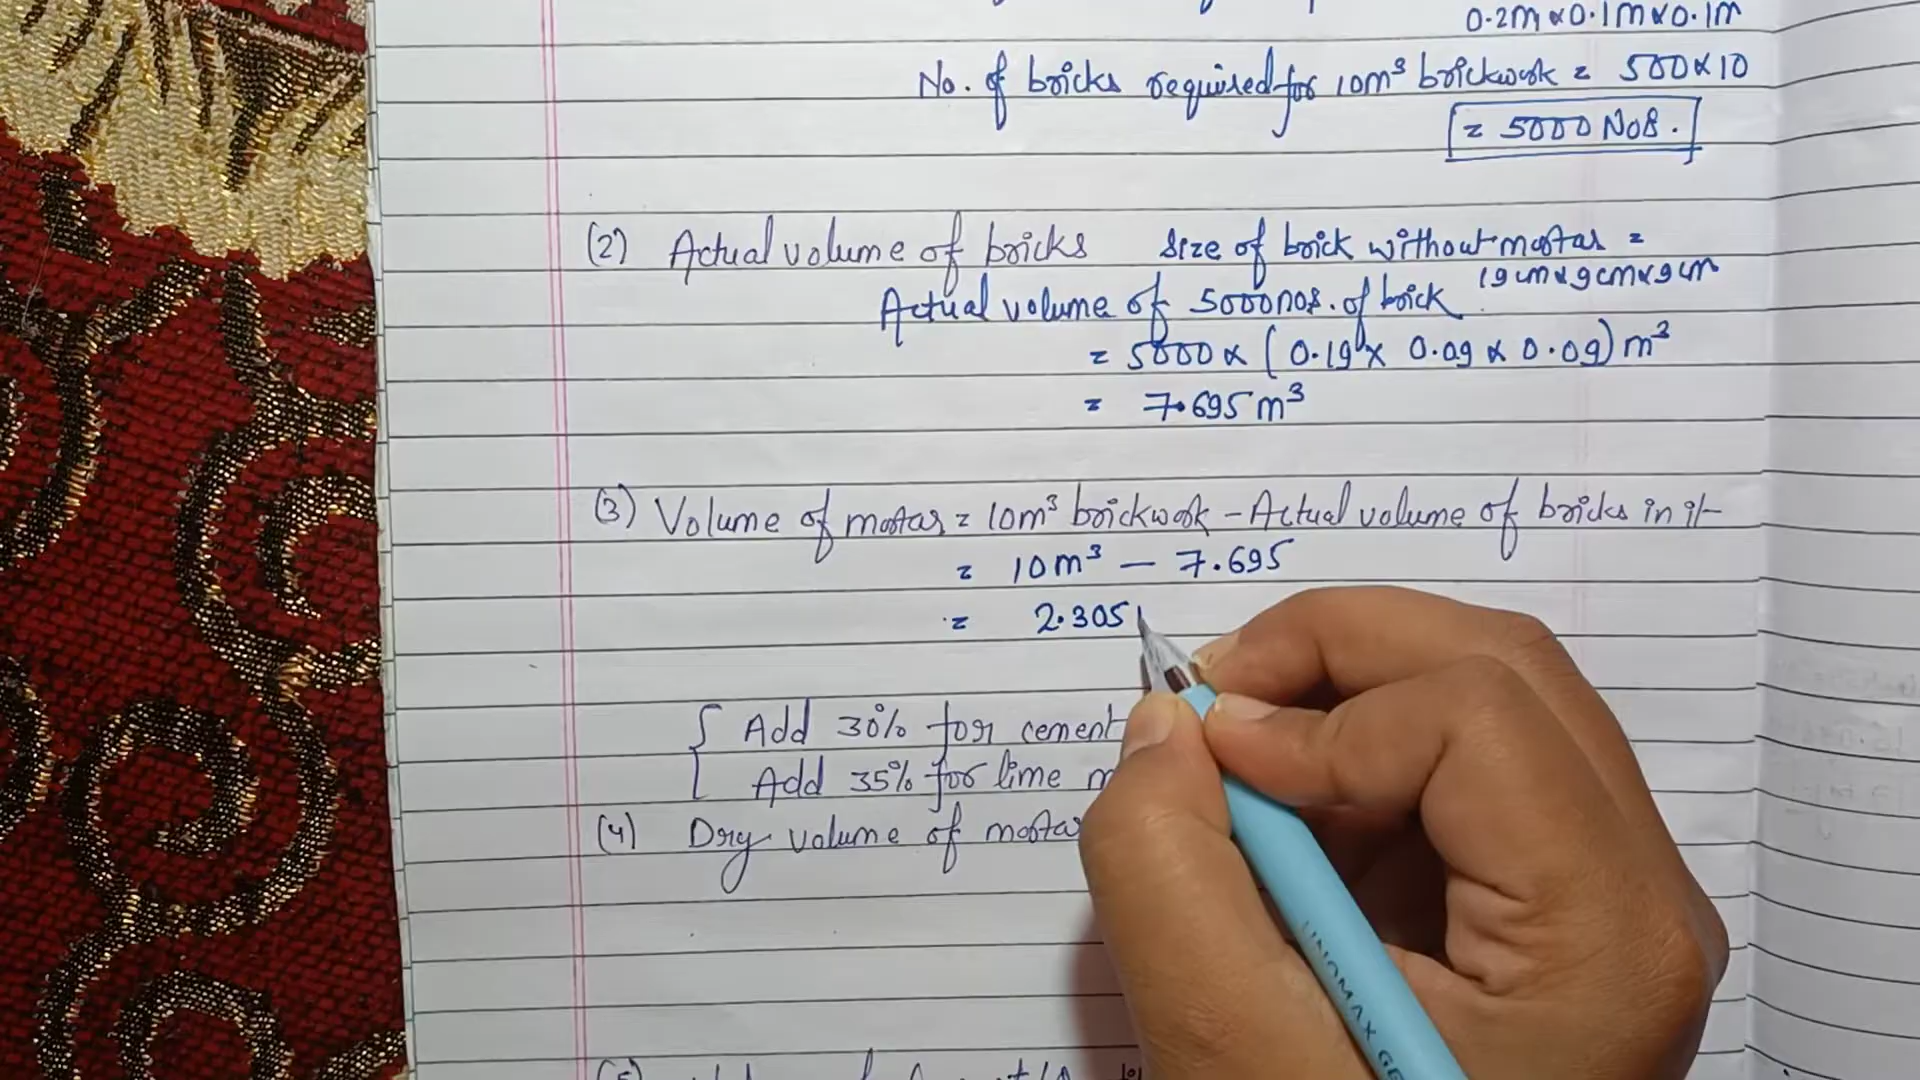 0.2m x 0.1m x 0.1m
No. of bricks required for 10m³ brickwork = 500 x 10
= 5000 Nos.
(2) Actual volume of bricks size of brick without mortar =
19cm x 9cm x 9cm
Actual volume of 5000 nos. of brick
= 5000 x (0.19 x 0.09 x 0.09) m³
= 7.695 m³
(3) Volume of mortar = 10m³ brickwork - Actual volume of bricks in it
= 10m³ - 7.695
= 2.305
Add 30% for cement
Add 35% for lime
(4) Dry volume of mortar
UNOMAX